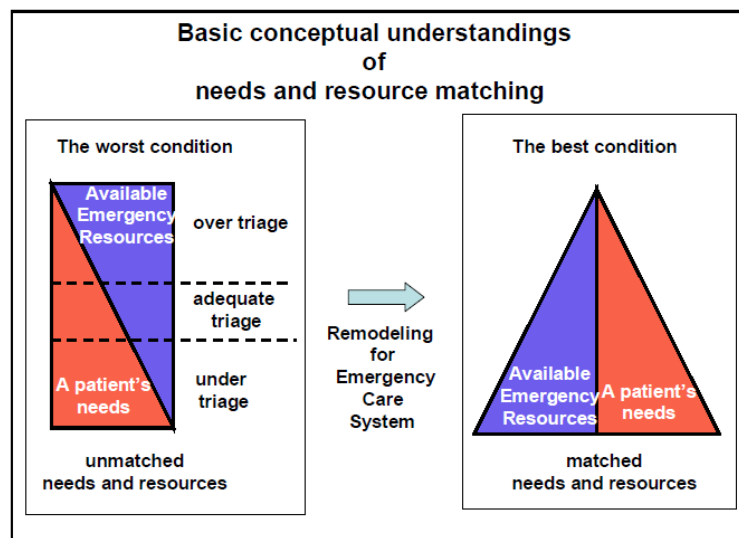 Basic conceptual understandings
of
needs and resource matching
The worst condition
Available
Emergency
Resources
over triage
adequate
triage
A patient's
needs
under
triage
unmatched
needs and resources
Remodeling
for
Emergency
Care
System
The best condition
Available
Emergency
Resources
A patient's
needs
matched
needs and resources